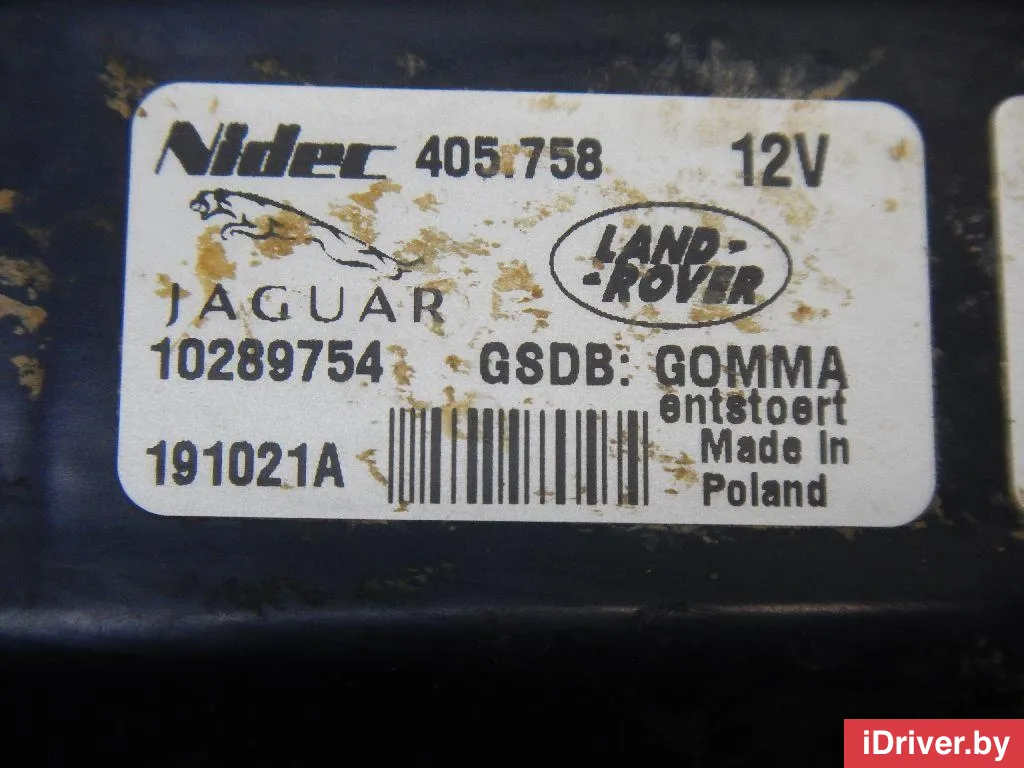 Nidec 405.758 12V
JAGUAR
LAND-
-ROVER
10289754 GSDB: GOMMA
entstoert
191021A Made in
Poland
iDriver.by